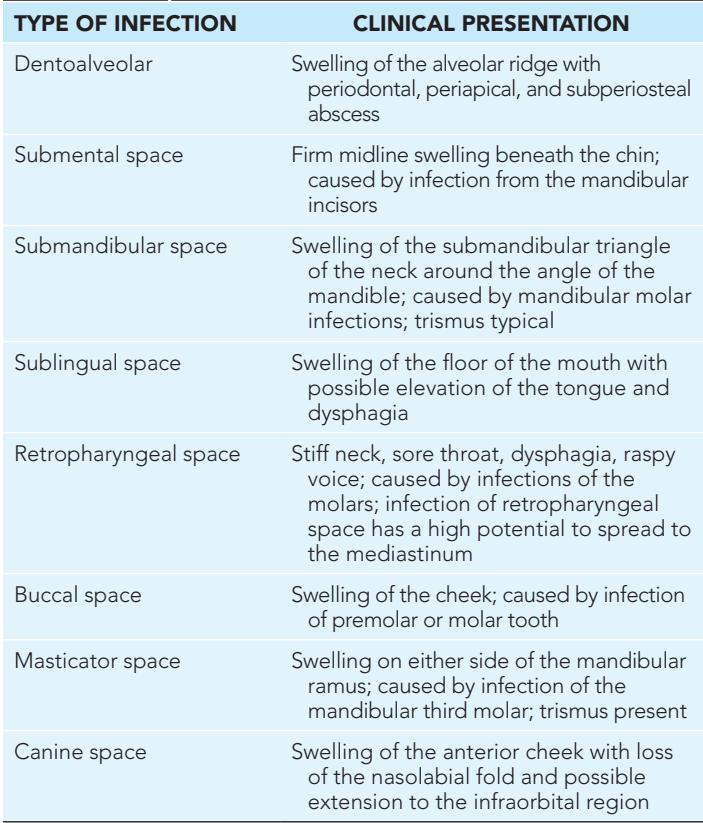 TYPE OF INFECTION CLINICAL PRESENTATION
Dentoalveolar Swelling of the alveolar ridge with
periodontal, periapical, and subperiosteal
abscess
Submental space Firm midline swelling beneath the chin;
caused by infection from the mandibular
incisors
Submandibular space Swelling of the submandibular triangle
of the neck around the angle of the
mandible; caused by mandibular molar
infections; trismus typical
Sublingual space Swelling of the floor of the mouth with
possible elevation of the tongue and
dysphagia
Retropharyngeal space Stiff neck, sore throat, dysphagia, raspy
voice; caused by infections of the
molars; infection of retropharyngeal
space has a high potential to spread to
the mediastinum
Buccal space Swelling of the cheek; caused by infection
of premolar or molar tooth
Masticator space Swelling on either side of the mandibular
ramus; caused by infection of the
mandibular third molar; trismus present
Canine space Swelling of the anterior cheek with loss
of the nasolabial fold and possible
extension to the infraorbital region